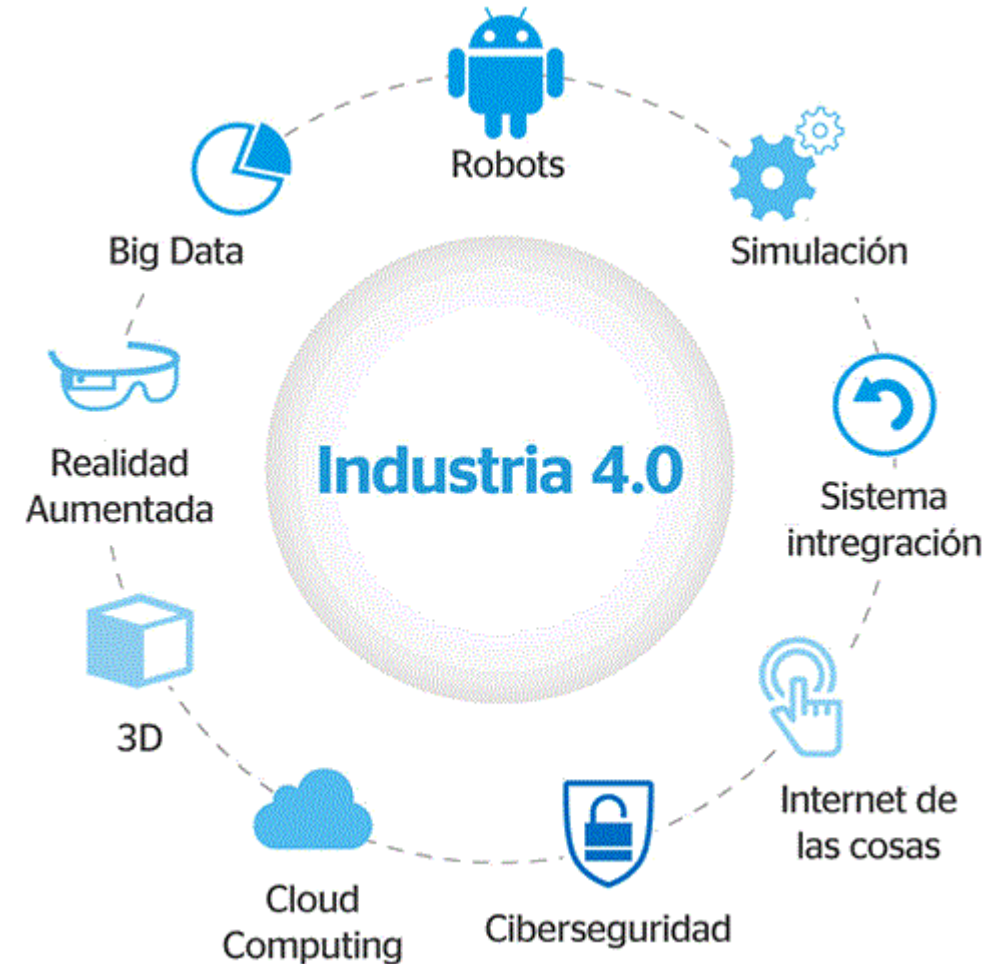 Robots
Big Data
Simulación
Realidad
Aumentada
Industria 4.0
Sistema
intregración
3D
Internet de
las cosas
Cloud
Computing
Ciberseguridad